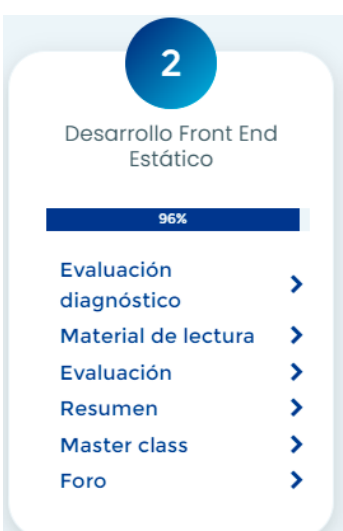 2
Desarrollo Front End
Estático
96%
Evaluación
diagnóstico
Material de lectura
Evaluación
Resumen
Master class
Foro